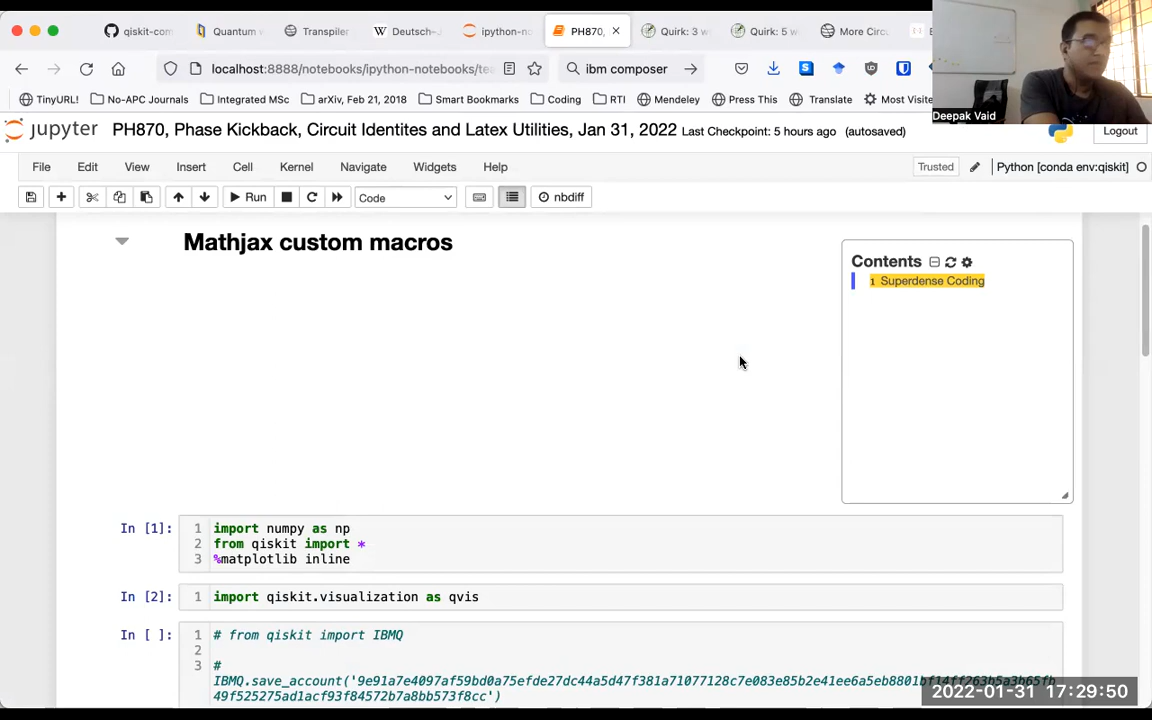 qiskit-com
Quantum
Transpiler
Deutsch-J
ipython-no
PH870,
Quirk: 3 w
Quirk: 5 w
More Circu
localhost:8888/notebooks/ipython-notebooks/te
ibm composer
TinyURL!
No-APC Journals
Integrated MSc
arXiv, Feb 21, 2018
Smart Bookmarks
Coding
RTI
Mendeley
Press This
Translate
Most Visite
Deepak Vaid
jupyter PH870, Phase Kickback, Circuit Identites and Latex Utilities, Jan 31, 2022 Last Checkpoint: 5 hours ago (autosaved)
Logout
File Edit View Insert Cell Kernel Navigate Widgets Help
Trusted
Python [conda env:qiskit]
Run
Code
nbdiff
Mathjax custom macros
Contents
1 Superdense Coding
In [1]:
1 import numpy as np
2 from qiskit import *
3 %matplotlib inline
In [2]:
1 import qiskit.visualization as qvis
In [ ]:
1 # from qiskit import IBMQ
2
3 #
IBMQ.save_account('
2022-01-31 17:29:50